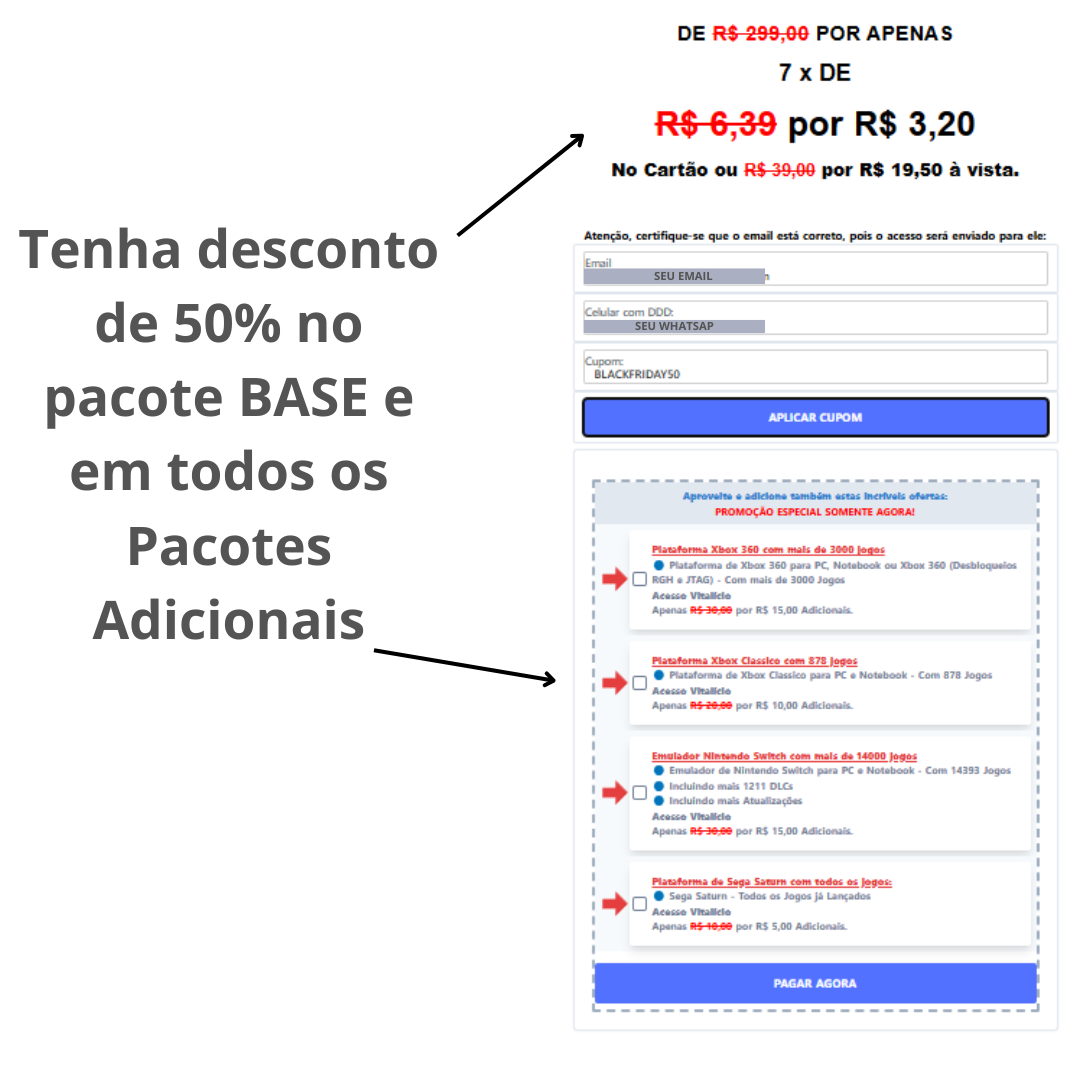 DE R$ 299,00 POR APENAS
7 x DE
R$ 6,39 por R$ 3,20
No Cartão ou R$ 39,00 por R$ 19,50 à vista.
Tenha desconto
de 50% no
pacote BASE e
em todos os
Pacotes
Adicionais
Atenção, certifique-se que o email está correto, pois o acesso será enviado para ele:
Email
SEU EMAIL
Celular com DDD:
SEU WHATSAP
Cupom:
BLACKFRIDAY50
APLICAR CUPOM
Aproveite e adicione também estas incríveis ofertas:
PROMOÇÃO ESPECIAL SOMENTE AGORA!
Plataforma Xbox 360 com mais de 3000 Jogos
Plataforma de Xbox 360 para PC, Notebook ou Xbox 360 (Desbloqueios
RGH e JTAG) - Com mais de 3000 Jogos
Acesso Vitalício
Apenas R$ 30,00 por R$ 15,00 Adicionais.
Plataforma Xbox Classico com 878 Jogos
Plataforma de Xbox Classico para PC e Notebook - Com 878 Jogos
Acesso Vitalício
Apenas R$ 20,00 por R$ 10,00 Adicionais.
Emulador Nintendo Switch com mais de 14000 Jogos
Emulador de Nintendo Switch para PC e Notebook - Com 14393 Jogos
Incluindo mais 1211 DLCs
Incluindo mais Atualizações
Acesso Vitalício
Apenas R$ 30,00 por R$ 15,00 Adicionais.
Plataforma de Sega Saturn com todos os Jogos:
Sega Saturn - Todos os Jogos já Lançados
Acesso Vitalício
Apenas R$ 10,00 por R$ 5,00 Adicionais.
PAGAR AGORA